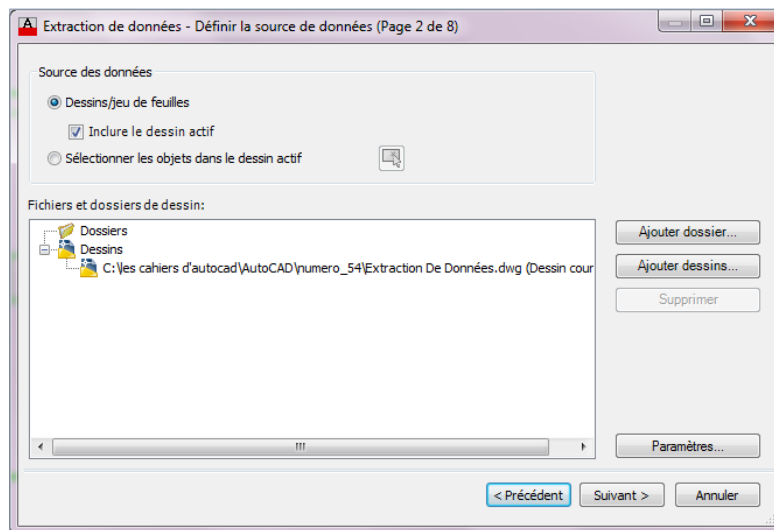 Extraction de données - Définir la source de données (Page 2 de 8)
Source des données
Dessins/jeu de feuilles
Inclure le dessin actif
Sélectionner les objets dans le dessin actif
Fichiers et dossiers de dessin:
Dossiers
Ajouter dossier...
Dessins
C:\les cahiers d'autocad\AutoCAD\numero_54\Extraction De Données.dwg (Dessin cour
Ajouter dessins...
Supprimer
Paramètres...
< Précédent Suivant > Annuler